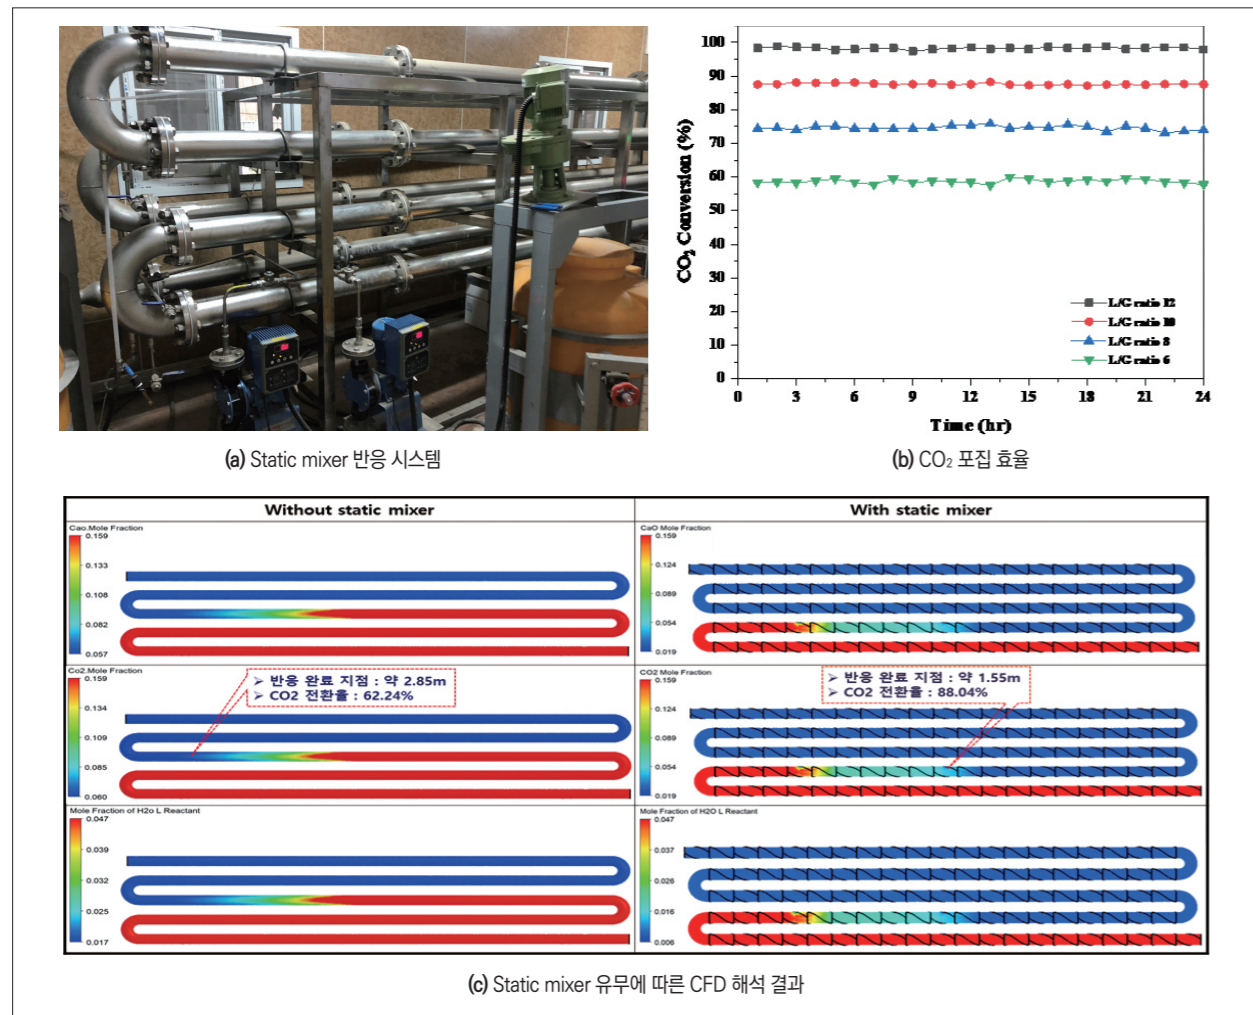 100
90
80
70
60
50
40
30
20
10
0
CO₂ Conversion (%)
L/G ratio 12
L/G ratio 10
L/G ratio 8
L/G ratio 6
0 3 6 9 12 15 18 21 24
Time (hr)
(a) Static mixer 반응 시스템
(b) CO₂ 포집 효율
Without static mixer
With static mixer
Cao.Mole Fraction
0.159
0.133
0.108
0.082
0.057
CaO Mole Fraction
0.159
0.124
0.089
0.054
0.019
Co2.Mole Fraction
0.159
0.134
0.109
0.085
0.060
➢ 반응 완료 지점 : 약 2.85m
➢ CO2 전환율 : 62.24%
CO2 Mole Fraction
0.159
0.124
0.089
0.054
0.019
➢ 반응 완료 지점 : 약 1.55m
➢ CO2 전환율 : 88.04%
Mole Fraction of H2o L Reactant
0.047
0.039
0.032
0.025
0.017
Mole Fraction of H2O L Reactant
0.047
0.037
0.026
0.016
0.006
(c) Static mixer 유무에 따른 CFD 해석 결과